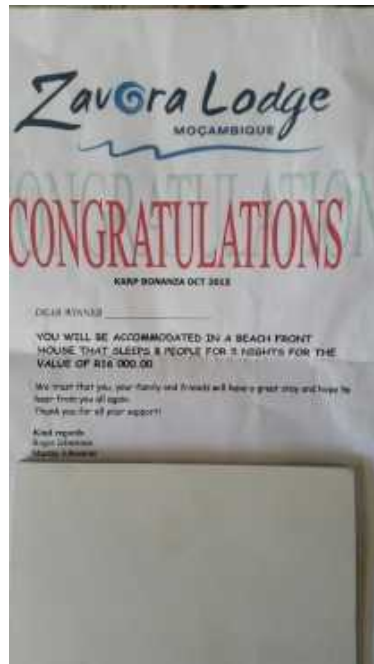 Zavora Lodge
MOÇAMBIQUE
CONGRATULATIONS
KARP BONANZA OCT 2013
DEAR WINNER
YOU WILL BE ACCOMMODATED IN A BEACH FRONT
HOUSE THAT SLEEPS 8 PEOPLE FOR 5 NIGHTS FOR THE
VALUE OF R16 000.00
We trust that you, your family and friends will have a great stay and hope to
hear from you all again.
Thank you for all your support!
Kind regards